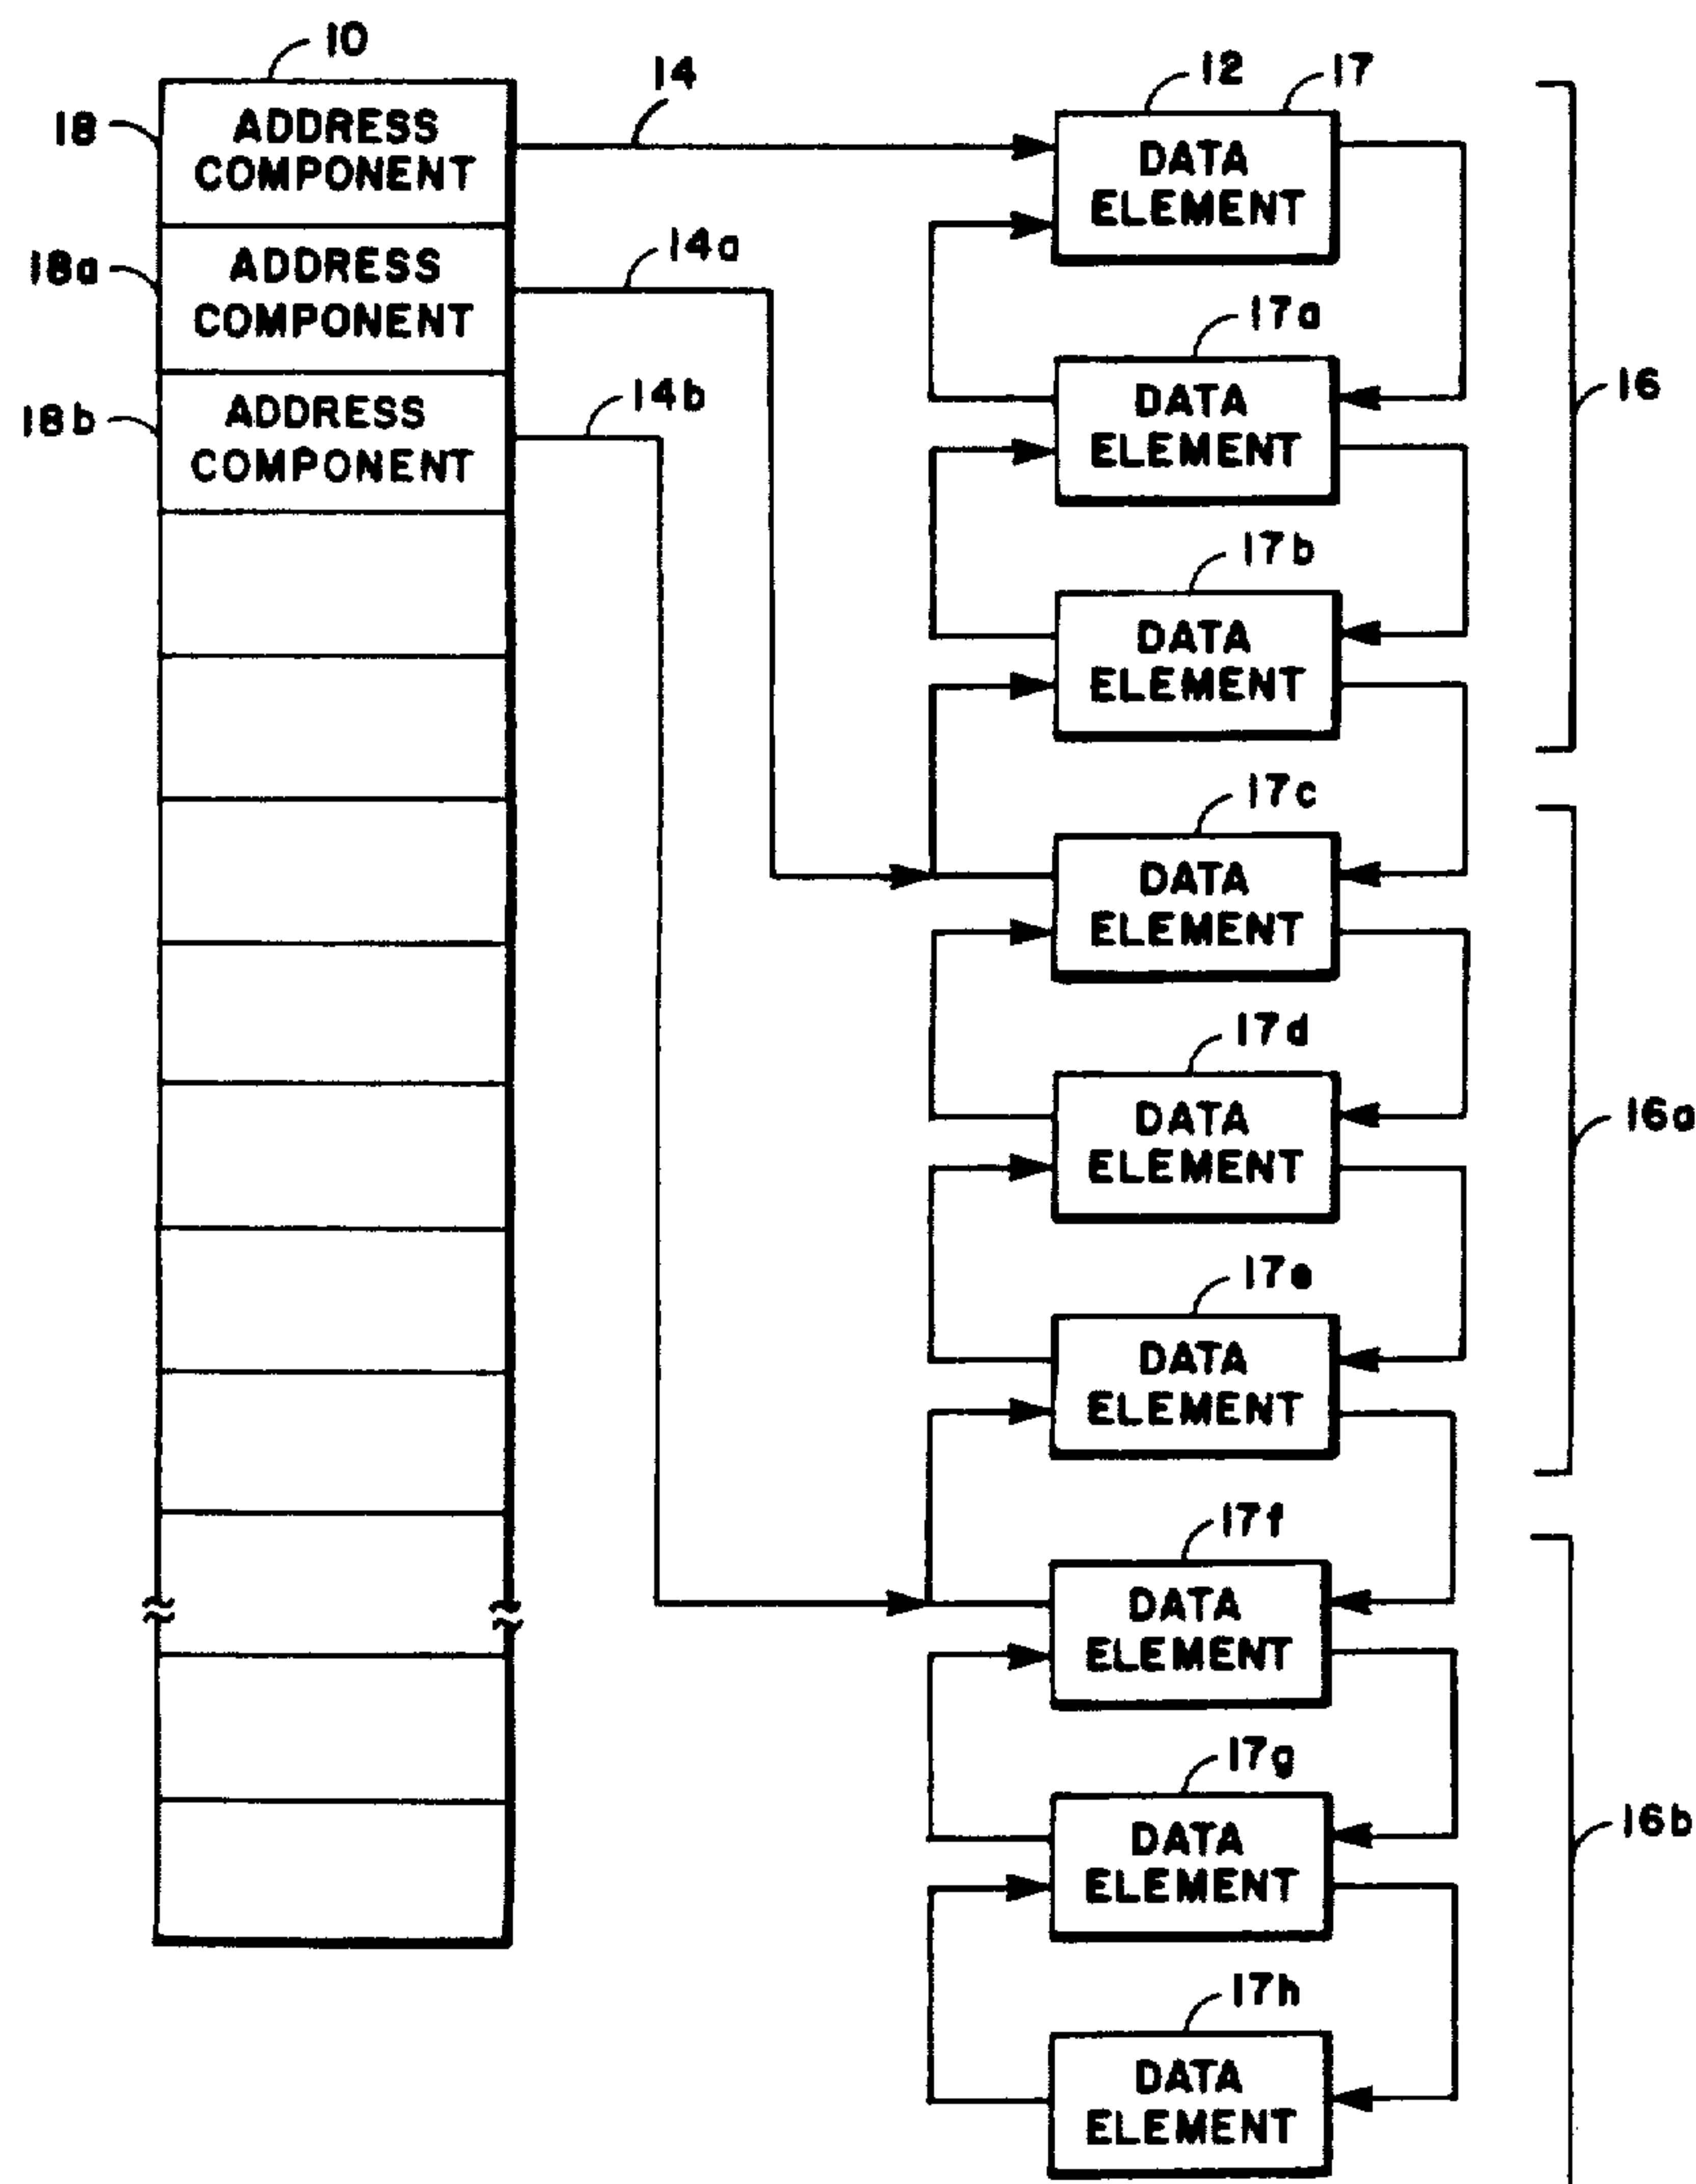 10
18
ADDRESS
COMPONENT
18a
ADDRESS
COMPONENT
18b
ADDRESS
COMPONENT
14
14a
14b
12
17
DATA
ELEMENT
17a
DATA
ELEMENT
17b
DATA
ELEMENT
16
17c
DATA
ELEMENT
17d
DATA
ELEMENT
17e
DATA
ELEMENT
16a
17f
DATA
ELEMENT
17g
DATA
ELEMENT
17h
DATA
ELEMENT
16b